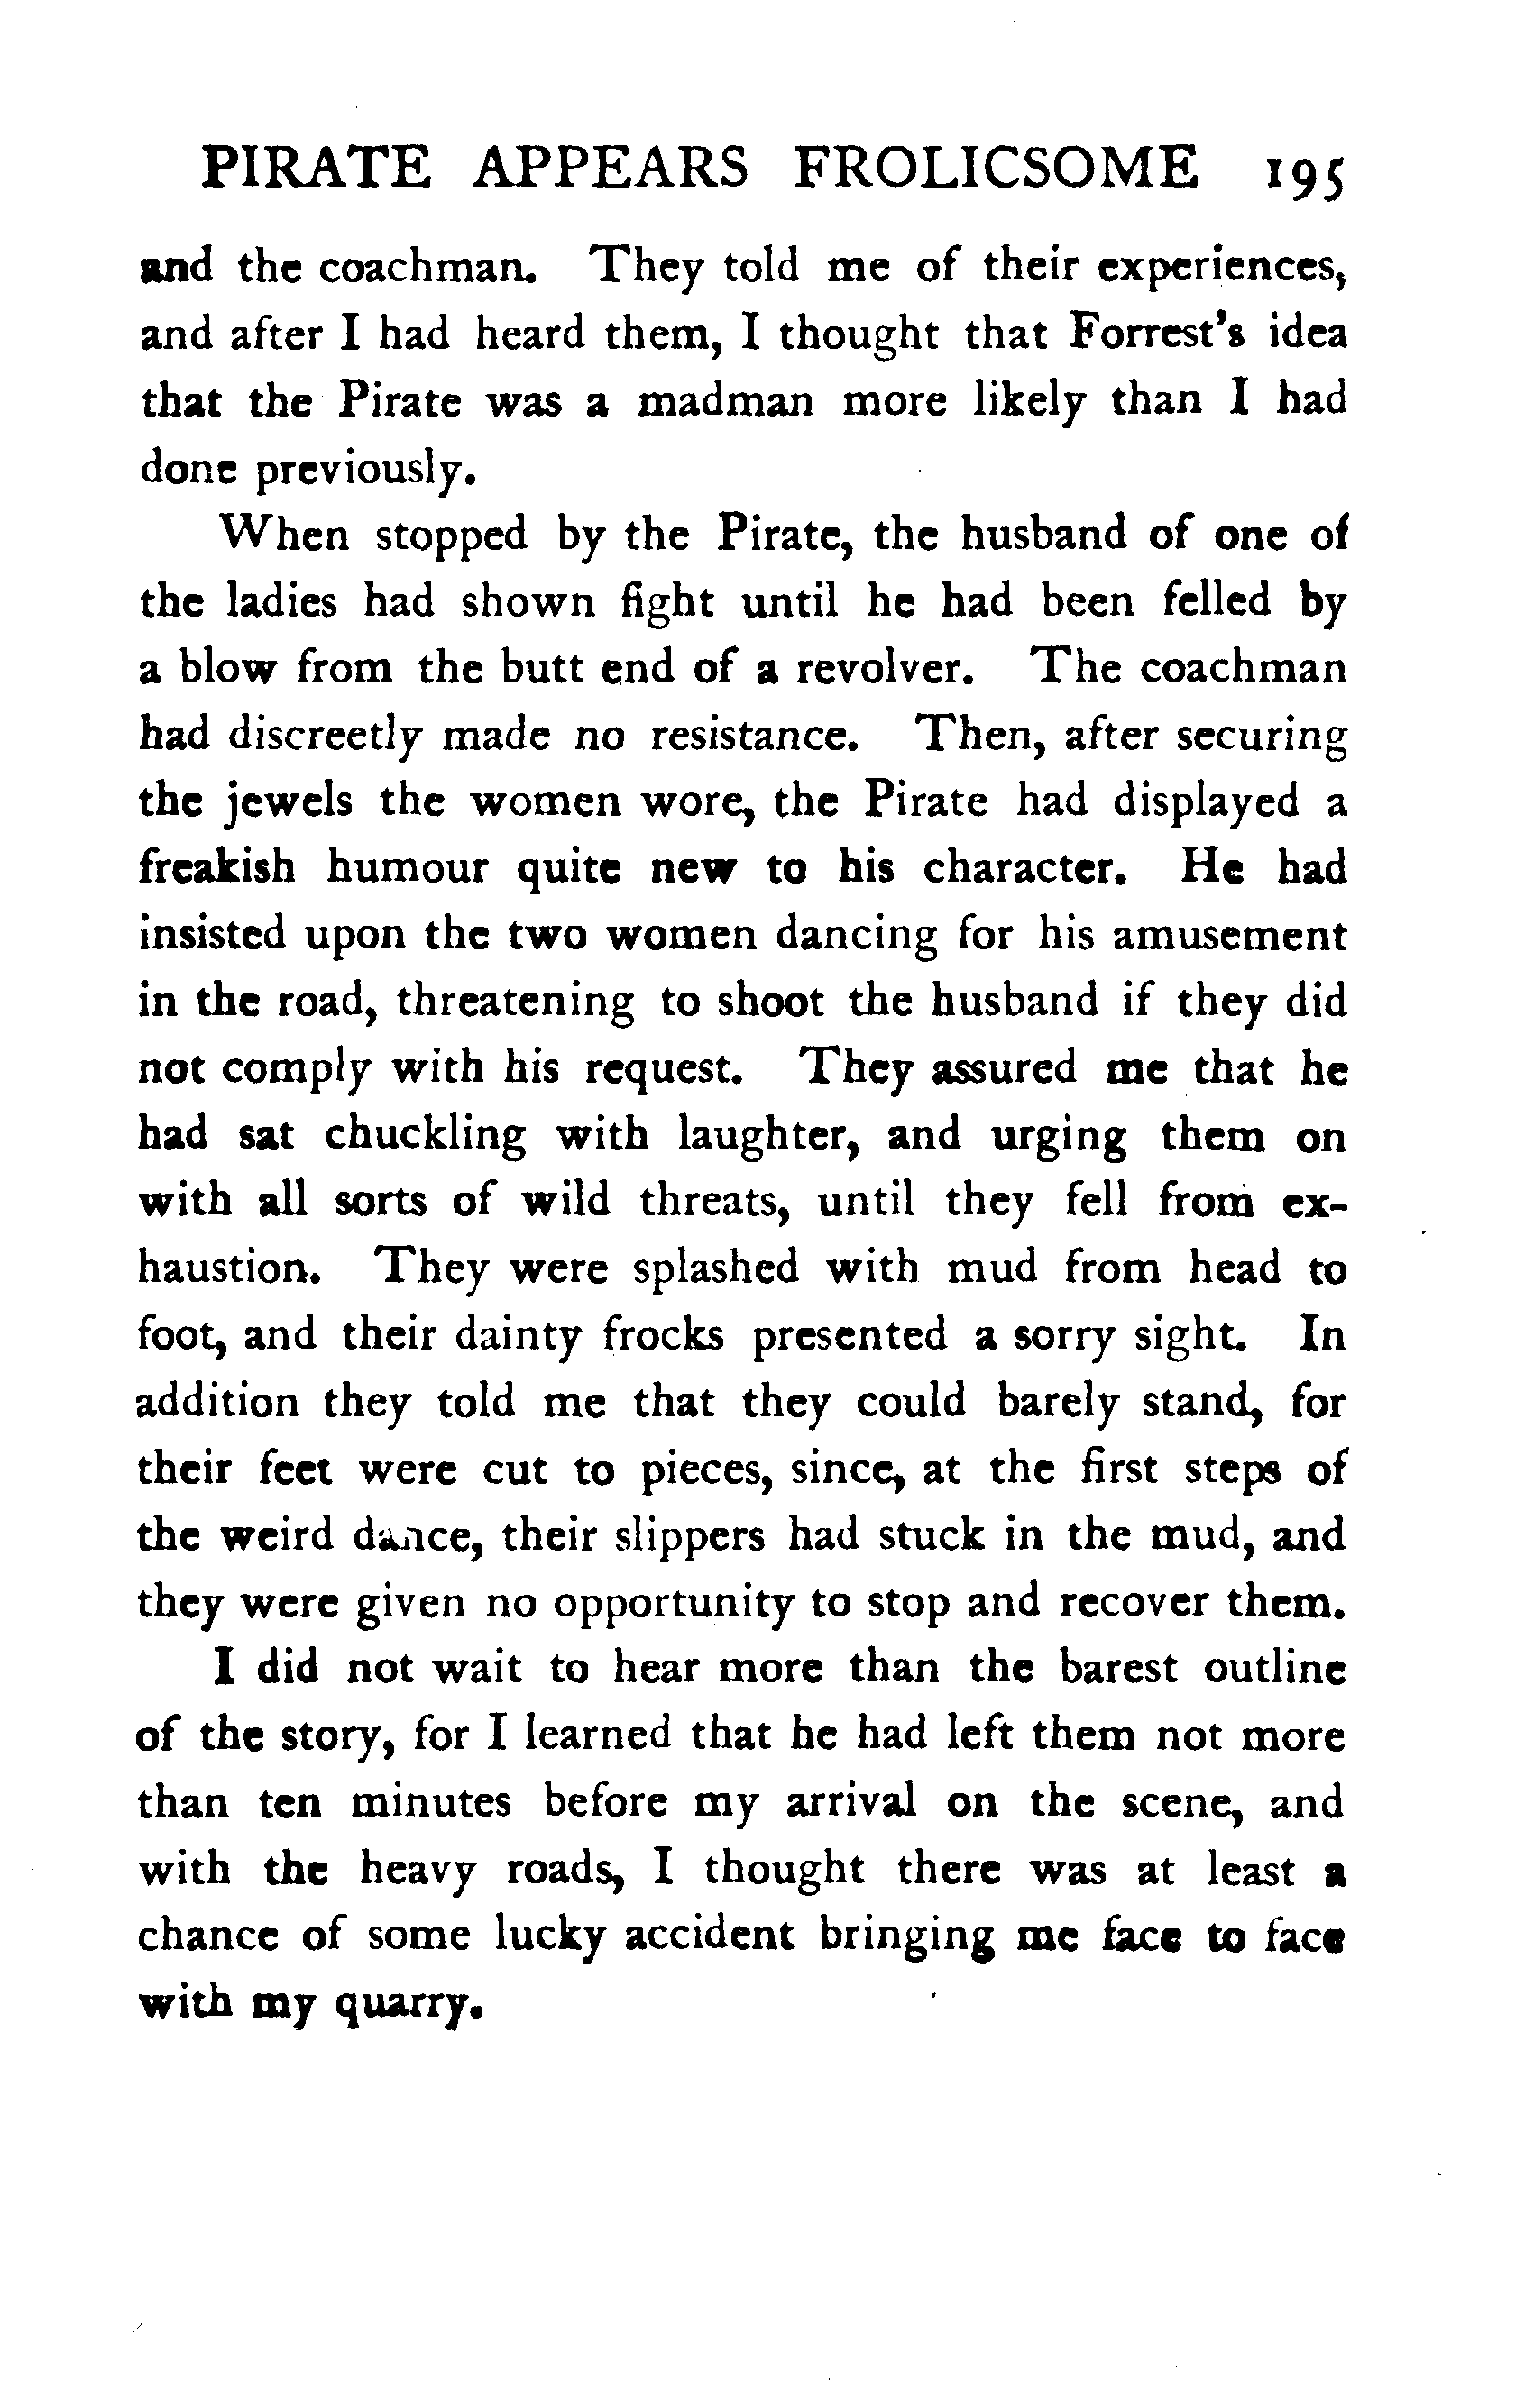 PIRATE APPEARS FROLICSOME 195
and the coachman. They told me of their experiences,
and after I had heard them, I thought that Forrest's idea
that the Pirate was a madman more likely than I had
done previously.
When stopped by the Pirate, the husband of one of
the ladies had shown fight until he had been felled by
a blow from the butt end of a revolver. The coachman
had discreetly made no resistance. Then, after securing
the jewels the women wore, the Pirate had displayed a
freakish humour quite new to his character. He had
insisted upon the two women dancing for his amusement
in the road, threatening to shoot the husband if they did
not comply with his request. They assured me that he
had sat chuckling with laughter, and urging them on
with all sorts of wild threats, until they fell from ex-
haustion. They were splashed with mud from head to
foot, and their dainty frocks presented a sorry sight. In
addition they told me that they could barely stand, for
their feet were cut to pieces, since, at the first steps of
the weird dance, their slippers had stuck in the mud, and
they were given no opportunity to stop and recover them.
I did not wait to hear more than the barest outline
of the story, for I learned that he had left them not more
than ten minutes before my arrival on the scene, and
with the heavy roads, I thought there was at least a
chance of some lucky accident bringing me face to face
with my quarry.